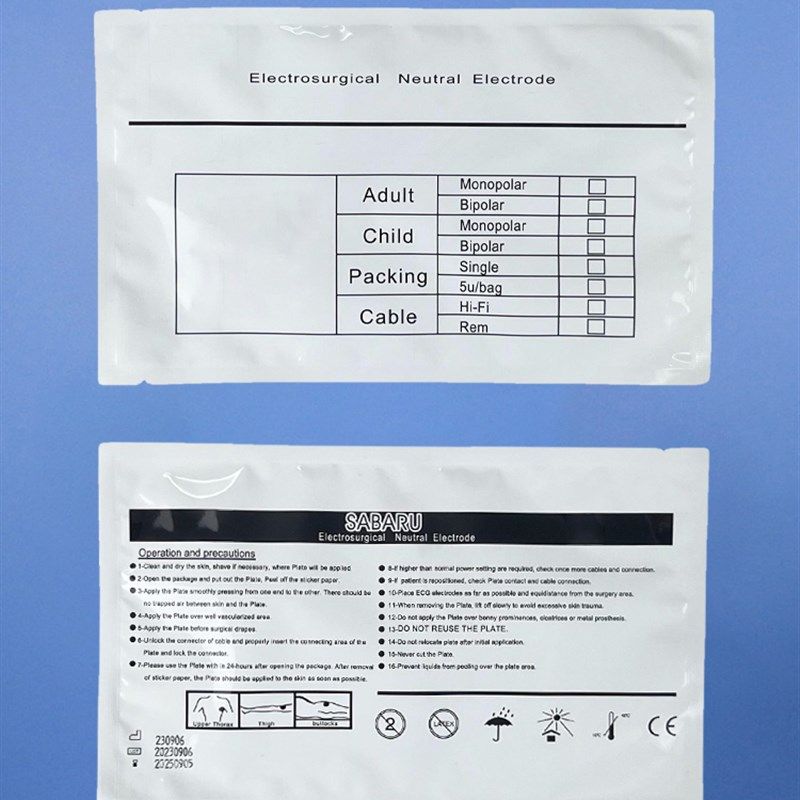 Electrosurgical Neutral Electrode
Adult
Monopolar
Bipolar
Child
Monopolar
Bipolar
Packing
Single
5u/bag
Cable
Hi-Fi
Rem
SABARU
Electrosurgical Neutral Electrode
Operation and precautions
1-Clean and dry the skin, shave if necessary, where Plate will be applied
2-Open the package and put out the Plate, Peel off the sticker paper.
3-Apply the Plate smoothly pressing from one end to the other. There should be
no trapped air between skin and the Plate.
4-Apply the Plate over well vascularized area.
5-Apply the Plate before surgical drapes.
6-Unlock the connector of cable and properly insert the connecting area of the
Plate and lock the connector.
7-Please use the Plate with in 24-hours after opening the package. After removal
of sticker paper, the Plate should be applied to the skin as soon as possible.
8-If higher than normal power setting are required, check once more cables and connection.
9-If patient is repositioned, check Plate contact and cable connection.
10-Place ECG electrodes as far as possible and equidistance from the surgery area.
11-When removing the Plate, lift off slowly to avoid excessive skin trauma.
12-Do not apply the Plate over bonny prominences, cicatrices or metal prosthesis.
13-DO NOT REUSE THE PLATE.
14-Do not relocate plate after initial application.
15-Never cut the Plate.
16-Prevent liquids from pooling over the plate area.
Upper Thorax
Thigh
buttocks
2
LATEX
CE
230906
LOT
20230906
20250905